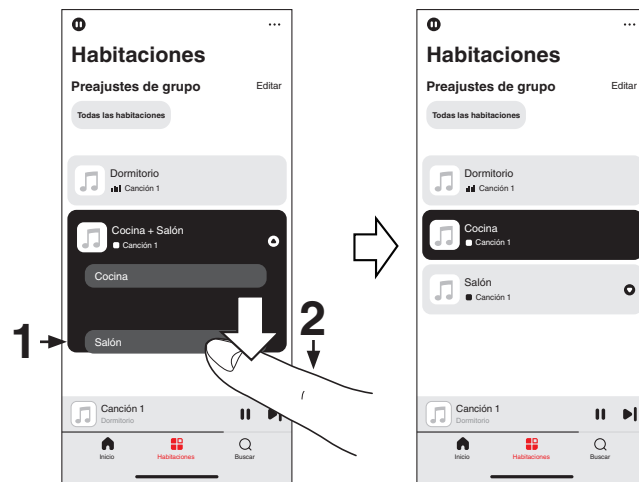 Habitaciones
Preajustes de grupo Editar
Todas las habitaciones
Dormitorio
Canción 1
Cocina + Salón
Canción 1
Cocina
Salón
1
2
Canción 1
Dormitorio
Inicio Habitaciones Buscar
Habitaciones
Preajustes de grupo Editar
Todas las habitaciones
Dormitorio
Canción 1
Cocina
Canción 1
Salón
Canción 1
Canción 1
Dormitorio
Inicio Habitaciones Buscar